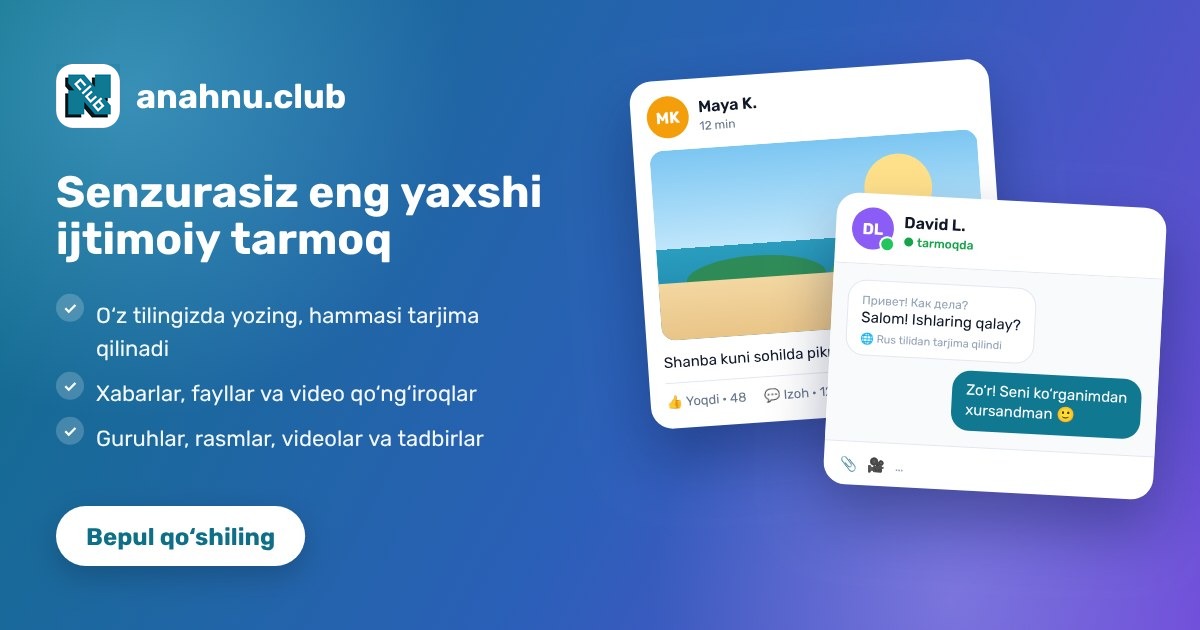 Club
anahnu.club
Senzurasiz eng yaxshi
ijtimoiy tarmoq
O‘z tilingizda yozing, hammasi tarjima
qilinadi
Xabarlar, fayllar va video qo‘ng‘iroqlar
Guruhlar, rasmlar, videolar va tadbirlar
Bepul qo‘shiling
MK
Maya K.
12 min
Shanba kuni sohilda
👍 Yoqdi • 48 💬 Izoh •
DL
David L.
tarmoqda
Привет! Как дела?
Salom! Ishlaring qalay?
🌐 Rus tilidan tarjima qilindi
Zo‘r! Seni ko‘rganimdan
xursandman 🙂
📎 🎥 ...